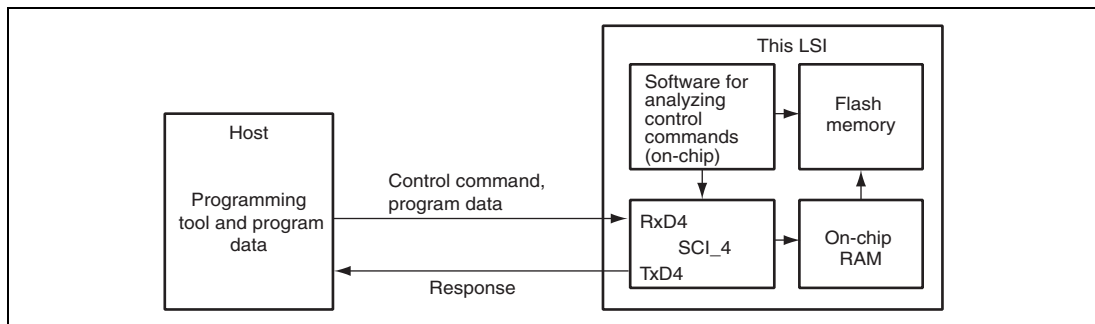 This LSI
Software for
analyzing
control
commands
(on-chip)
Flash
memory
Host
Programming
tool and program
data
Control command,
program data
RxD4
SCI_4
TxD4
On-chip
RAM
Response